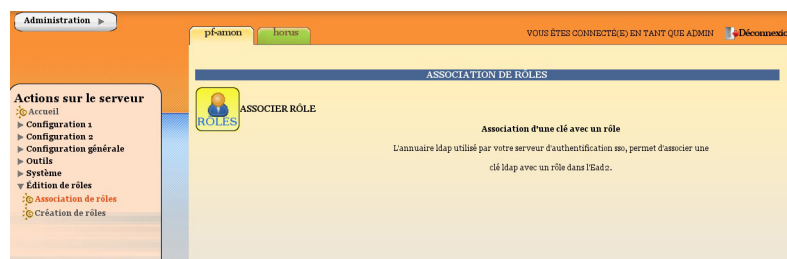 Administration
pf-amon horus VOUS ÊTES CONNECTÉ(E) EN TANT QUE ADMIN Déconnexio
ASSOCIATION DE RÔLES
Actions sur le serveur
Accueil
Configuration 1
Configuration 2
Configuration générale
Outils
Système
Édition de rôles
Association de rôles
Création de rôles
RÔLES
ASSOCIER RÔLE
Association d'une clé avec un rôle
L'annuaire ldap utilisé par votre serveur d'authentification sso, permet d'associer une
clé ldap avec un rôle dans l'Ead2.